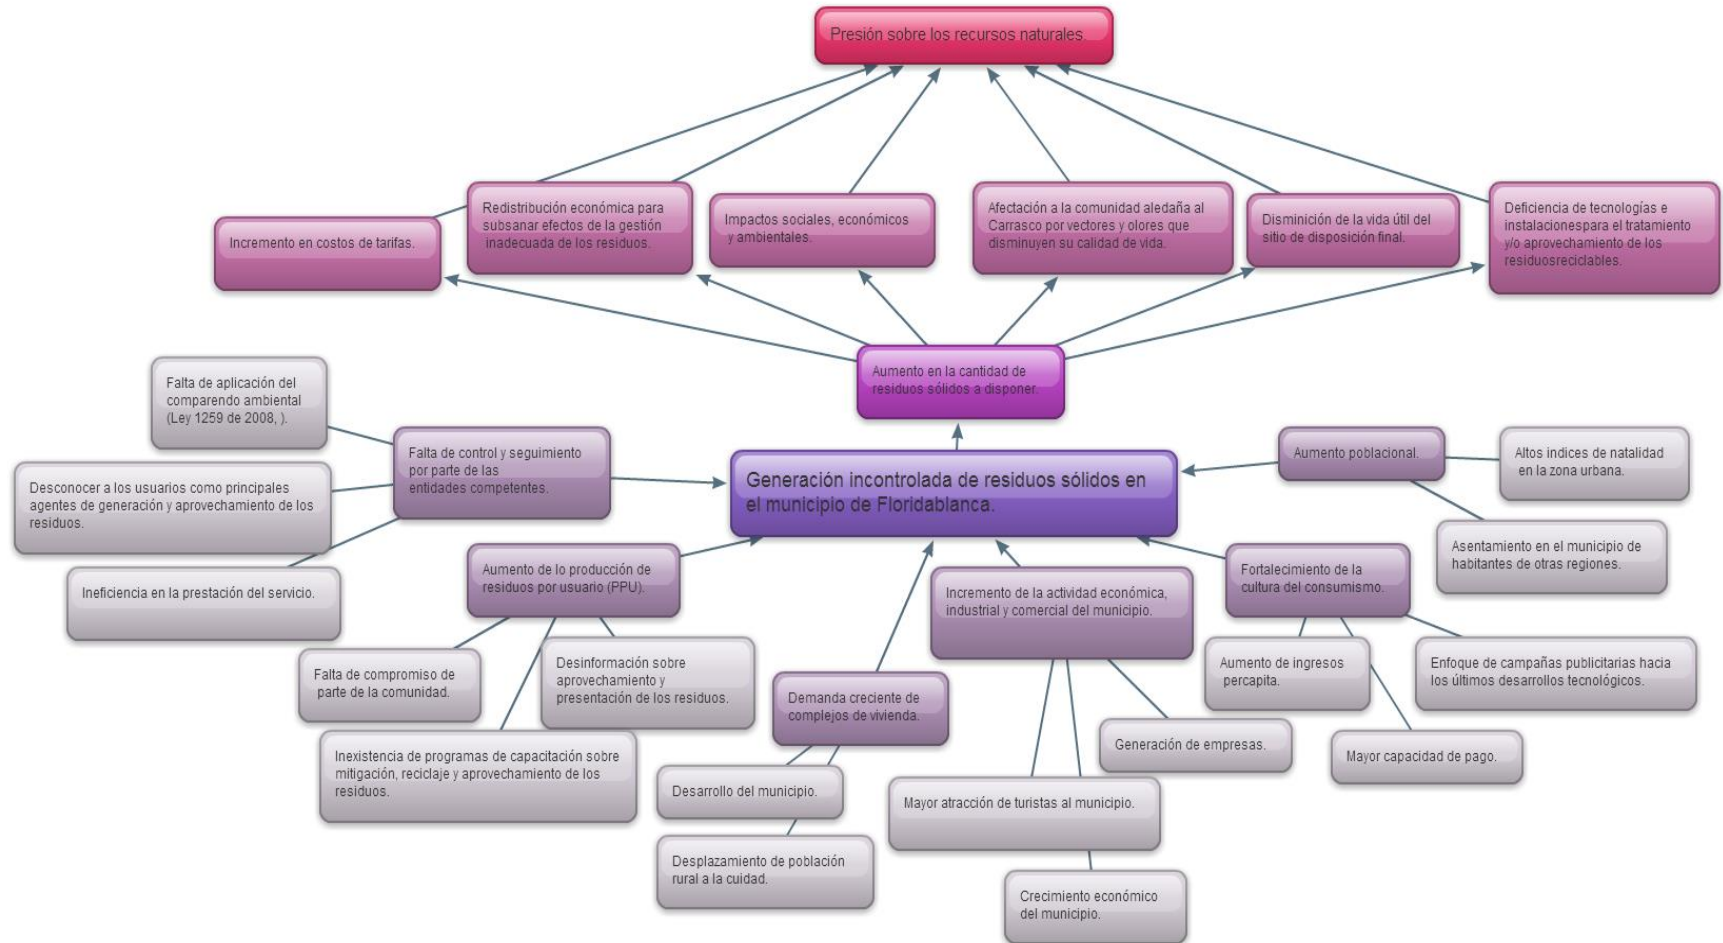 Presión sobre los recursos naturales.
Incremento en costos de tarifas.
Redistribución económica para
subsanar efectos de la gestión
inadecuada de los residuos.
Impactos sociales, económicos
y ambientales.
Afectación a la comunidad aledaña al
Carrasco por vectores y olores que
disminuyen su calidad de vida.
Disminición de la vida útil del
sitio de disposición final.
Deficiencia de tecnologías e
instalacionespara el tratamiento
y/o aprovechamiento de los
residuosreciclables.
Aumento en la cantidad de
residuos sólidos a disponer.
Falta de aplicación del
comparendo ambiental
(Ley 1259 de 2008, ).
Falta de control y seguimiento
por parte de las
entidades competentes.
Desconocer a los usuarios como principales
agentes de generación y aprovechamiento de los
residuos.
Ineficiencia en la prestación del servicio.
Generación incontrolada de residuos sólidos en
el municipio de Floridablanca.
Aumento poblacional.
Altos indices de natalidad
en la zona urbana.
Asentamiento en el municipio de
habitantes de otras regiones.
Aumento de lo producción de
residuos por usuario (PPU).
Incremento de la actividad económica,
industrial y comercial del municipio.
Fortalecimiento de la
cultura del consumismo.
Falta de compromiso de
parte de la comunidad.
Desinformación sobre
aprovechamiento y
presentación de los residuos.
Inexistencia de programas de capacitación sobre
mitigación, reciclaje y aprovechamiento de los
residuos.
Demanda creciente de
complejos de vivienda.
Desarrollo del municipio.
Desplazamiento de población
rural a la cuidad.
Mayor atracción de turistas al municipio.
Crecimiento económico
del municipio.
Generación de empresas.
Aumento de ingresos
percapita.
Mayor capacidad de pago.
Enfoque de campañas publicitarias hacia
los últimos desarrollos tecnológicos.